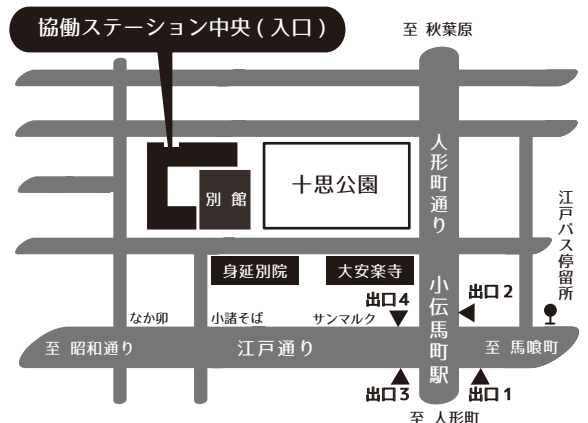 協働ステーション中央(入口)
至 秋葉原
人形町通り
別館
十思公園
江戸バス停留所
身延別院
大安楽寺
小伝馬町駅
出口4
出口2
なか卯
小諸そば
サンマルク
至 昭和通り
江戸通り
至 馬喰町
出口3
出口1
至 人形町